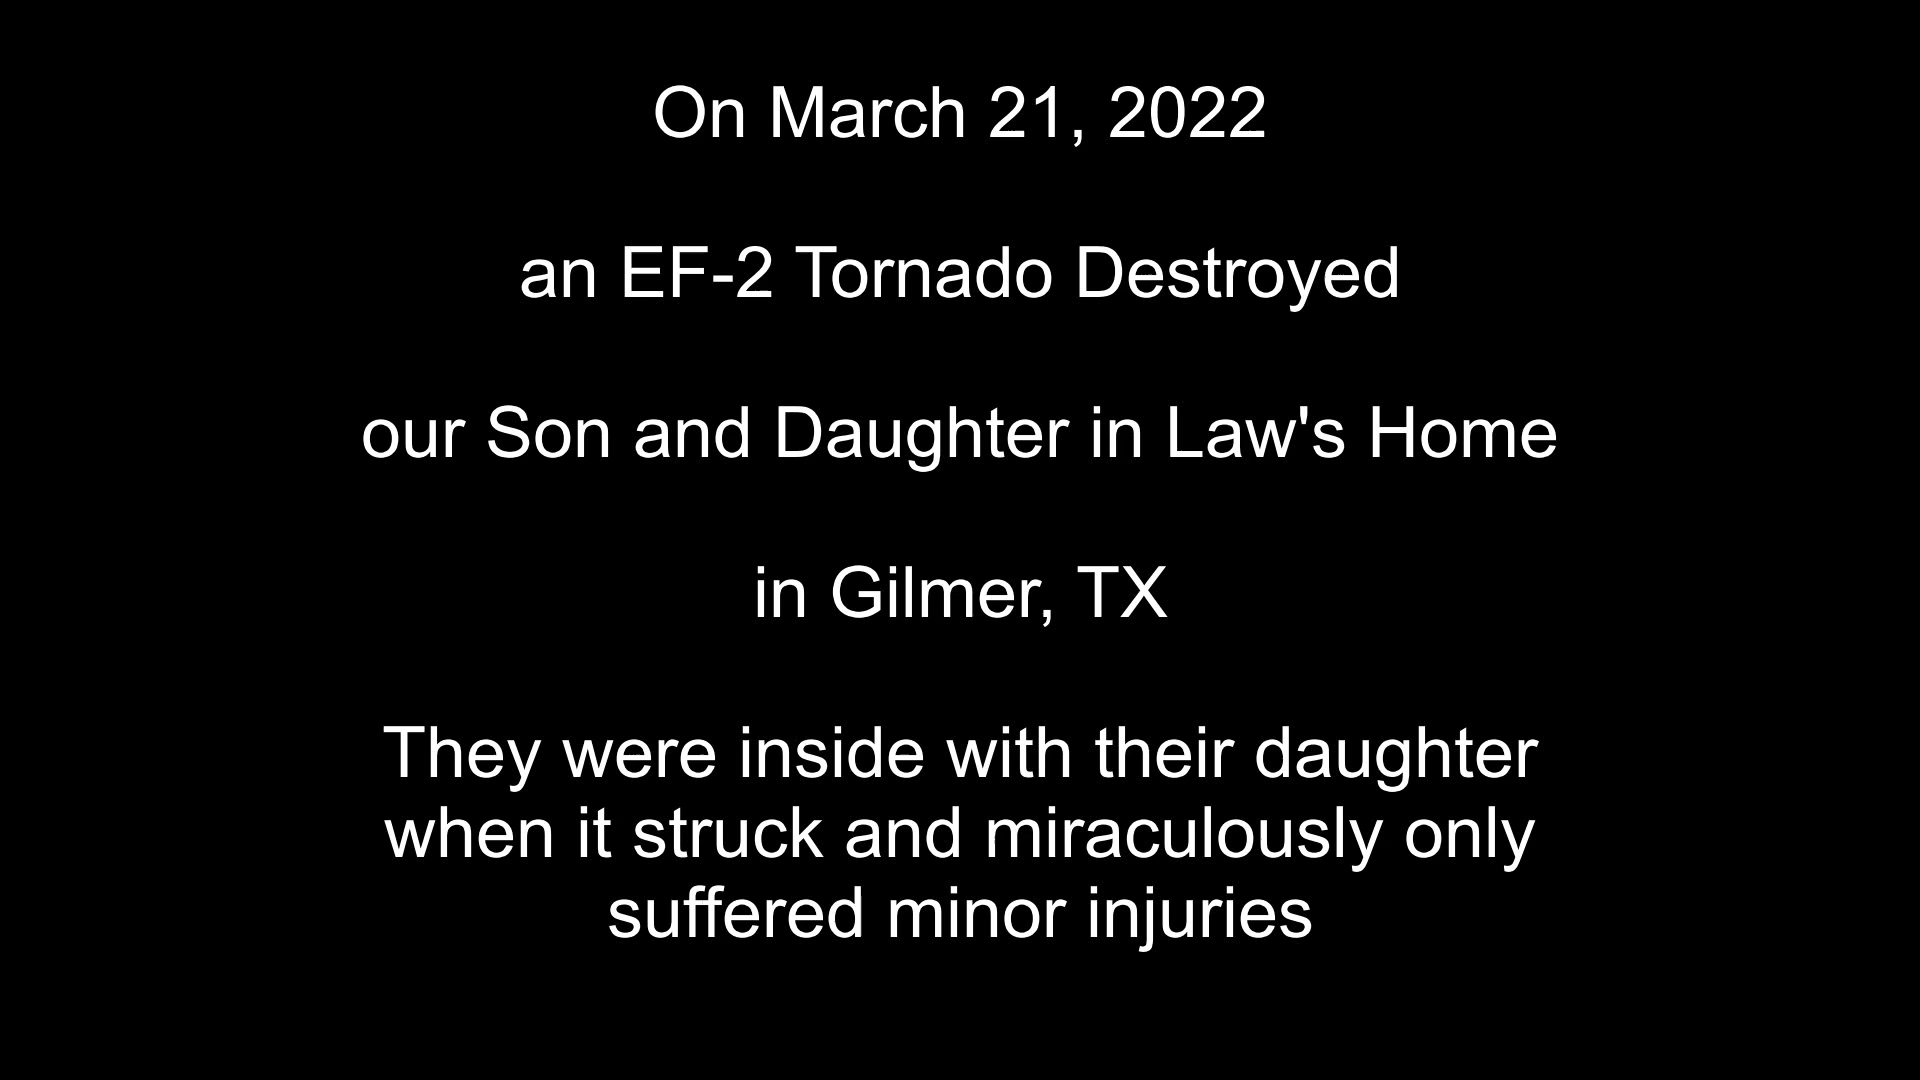 On March 21, 2022
an EF-2 Tornado Destroyed
our Son and Daughter in Law's Home
in Gilmer, TX
They were inside with their daughter
when it struck and miraculously only
suffered minor injuries